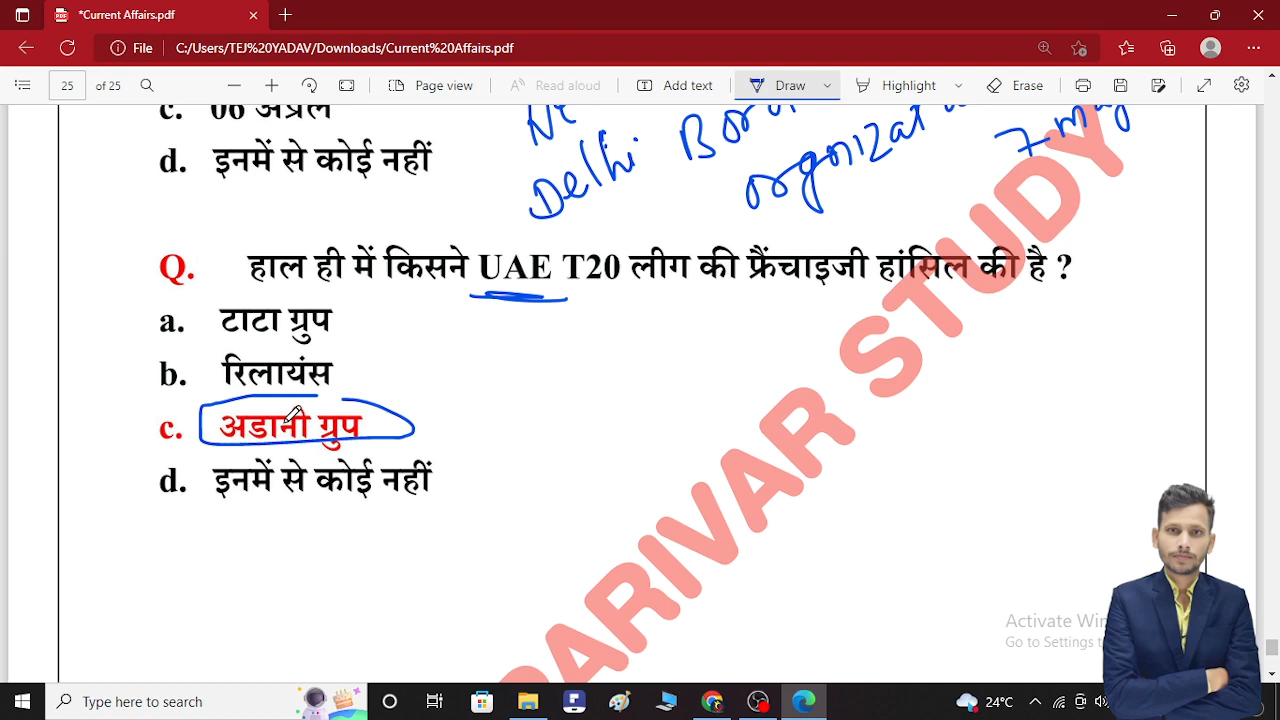 *Current Affairs.pdf
File C:/Users/TEJ%20YADAV/Downloads/Current%20Affairs.pdf
25 of 25 Page view Read aloud Add text Draw Highlight Erase
c. 06 अप्रैल
d. इनमें से कोई नहीं
Delhi
7 may
Q. हाल ही में किसने UAE T20 लीग की फ्रैंचाइजी हांसिल की है ?
a. टाटा ग्रुप
b. रिलायंस
c. अडानी ग्रुप
d. इनमें से कोई नहीं
PARIVAR STUDY
Activate Win
Go to Settings t
Type here to search 24°C